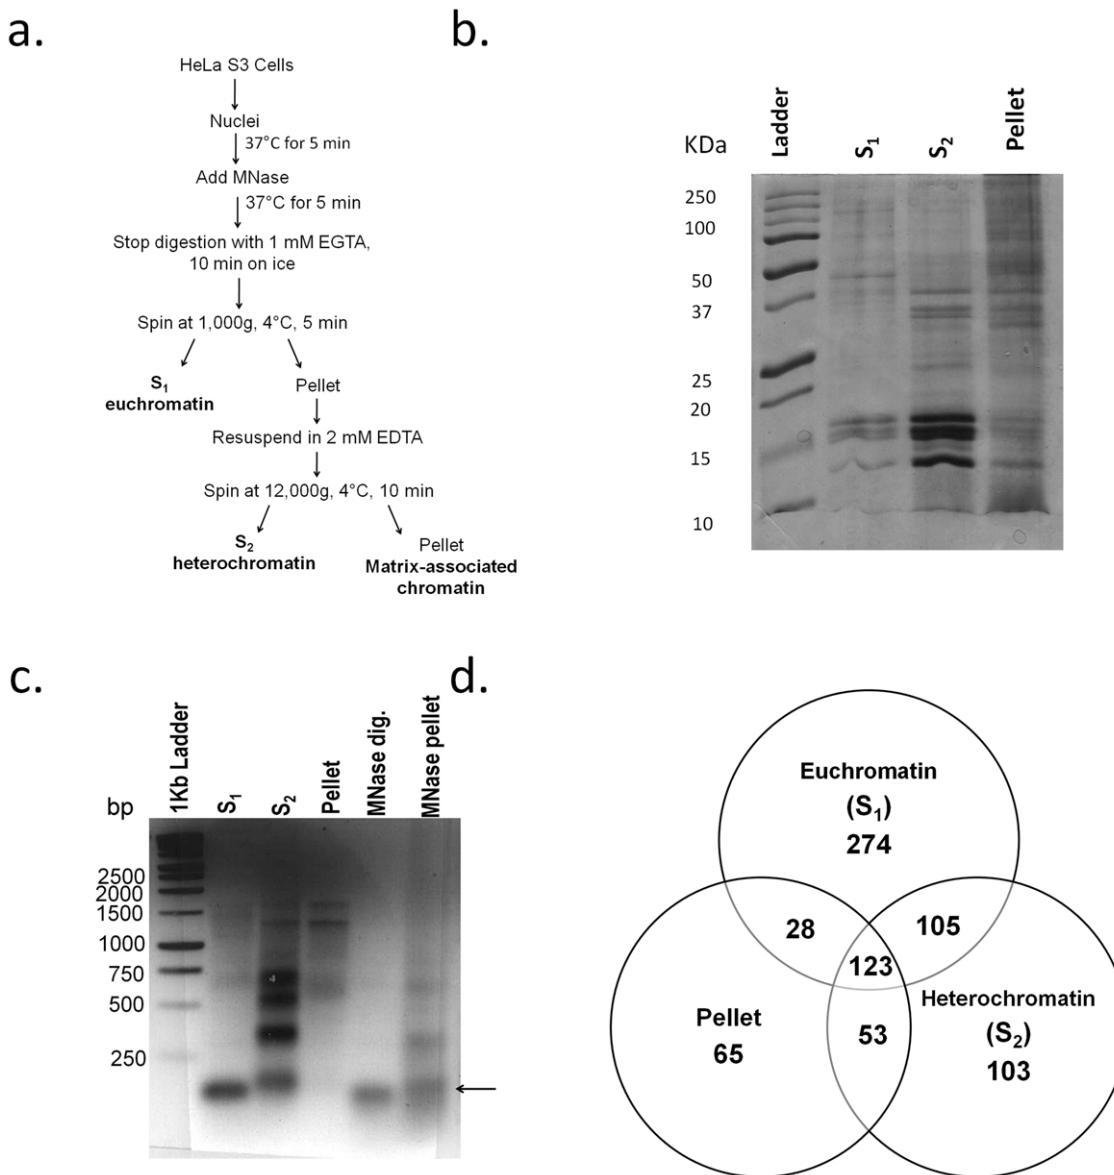 a.
HeLa S3 Cells
Nuclei
37°C for 5 min
Add MNase
37°C for 5 min
Stop digestion with 1 mM EGTA,
10 min on ice
Spin at 1,000g, 4°C, 5 min
S₁
euchromatin
Pellet
Resuspend in 2 mM EDTA
Spin at 12,000g, 4°C, 10 min
S₂
heterochromatin
Pellet
Matrix-associated
chromatin
b.
KDa
Ladder
S₁
S₂
Pellet
250
100
50
37
25
20
15
10
c.
bp
1Kb Ladder
S₁
S₂
Pellet
MNase dig.
MNase pellet
2500
2000
1500
1000
750
500
250
d.
Euchromatin
(S₁)
274
28
105
123
Pellet
65
53
Heterochromatin
(S₂)
103